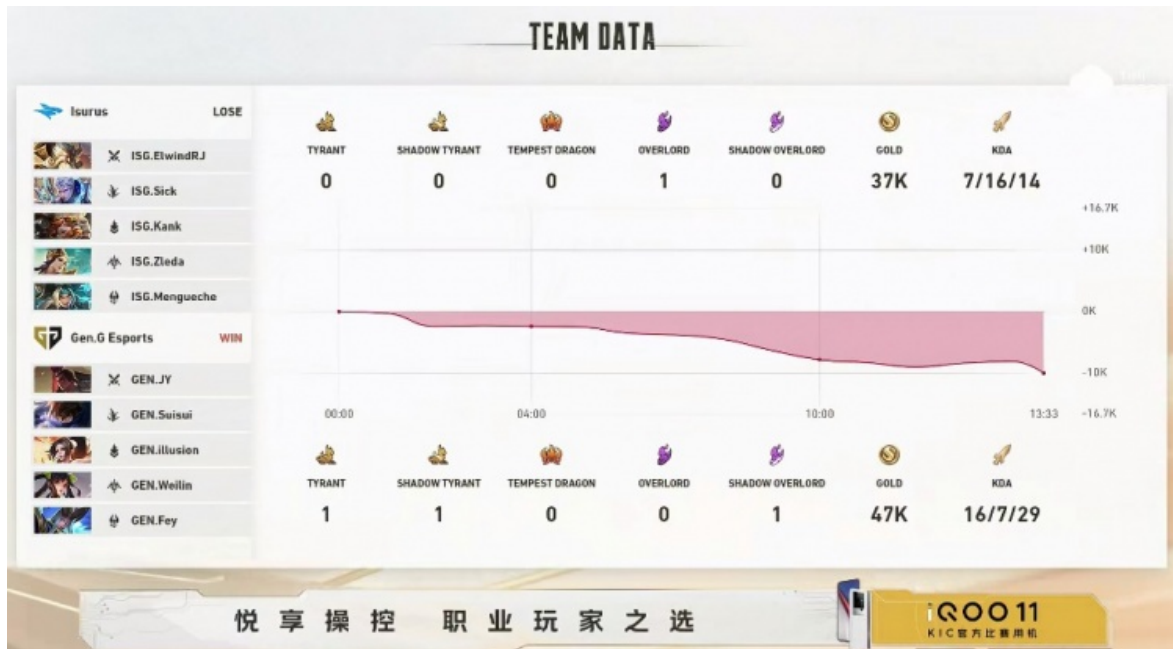 TEAM DATA
Isurus LOSE
ISG.ElwindRJ
ISG.Sick
ISG.Kank
ISG.Zleda
ISG.Mengueche
Gen.G Esports WIN
GEN.JY
GEN.Suisui
GEN.illusion
GEN.Weilin
GEN.Fey
TYRANT SHADOW TYRANT TEMPEST DRAGON OVERLORD SHADOW OVERLORD GOLD KDA
0 0 0 1 0 37K 7/16/14
+16.7K
+10K
0K
-10K
00:00 04:00 10:00 13:33 -16.7K
TYRANT SHADOW TYRANT TEMPEST DRAGON OVERLORD SHADOW OVERLORD GOLD KDA
1 1 0 0 1 47K 16/7/29
悦享操控 职业玩家之选
iQOO 11
KIC官方比赛用机